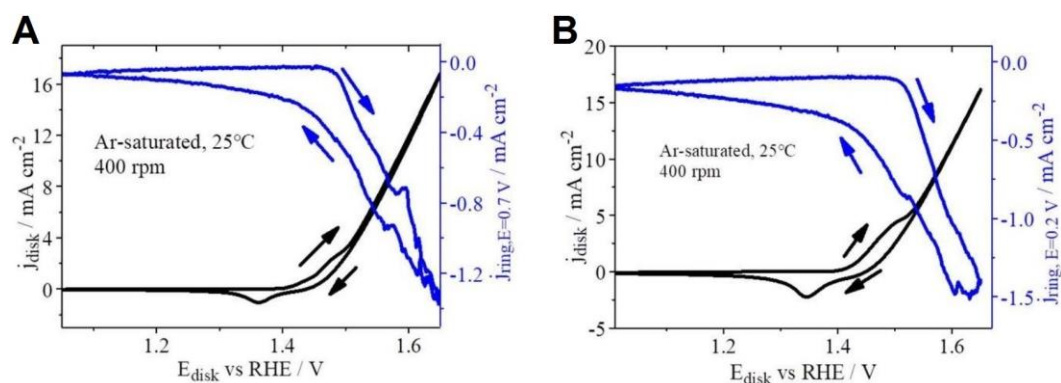 A
16
12
8
4
0
j_disk / mA cm⁻²
Ar-saturated, 25℃
400 rpm
1.2
1.4
1.6
E_disk vs RHE / V
0.0
-0.4
-0.8
-1.2
J_ring,E=0.7 V / mA cm⁻²
B
20
15
10
5
0
-5
j_disk / mA cm⁻²
Ar-saturated, 25℃
400 rpm
1.2
1.4
1.6
E_disk vs RHE / V
0.0
-0.5
-1.0
-1.5
J_ring, E=0.2 V / mA cm⁻²